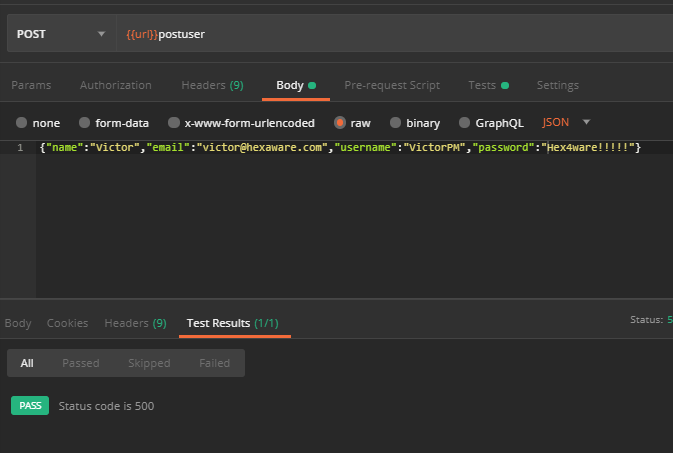 POST {{url}}postuser
Params Authorization Headers (9) Body Pre-request Script Tests Settings
none form-data x-www-form-urlencoded raw binary GraphQL JSON
1 {"name":"Victor","email":"victor@hexaware.com","username":"VictorPM","password":"Hex4ware!!!!!"}
Body Cookies Headers (9) Test Results (1/1) Status: 5
All Passed Skipped Failed
PASS Status code is 500